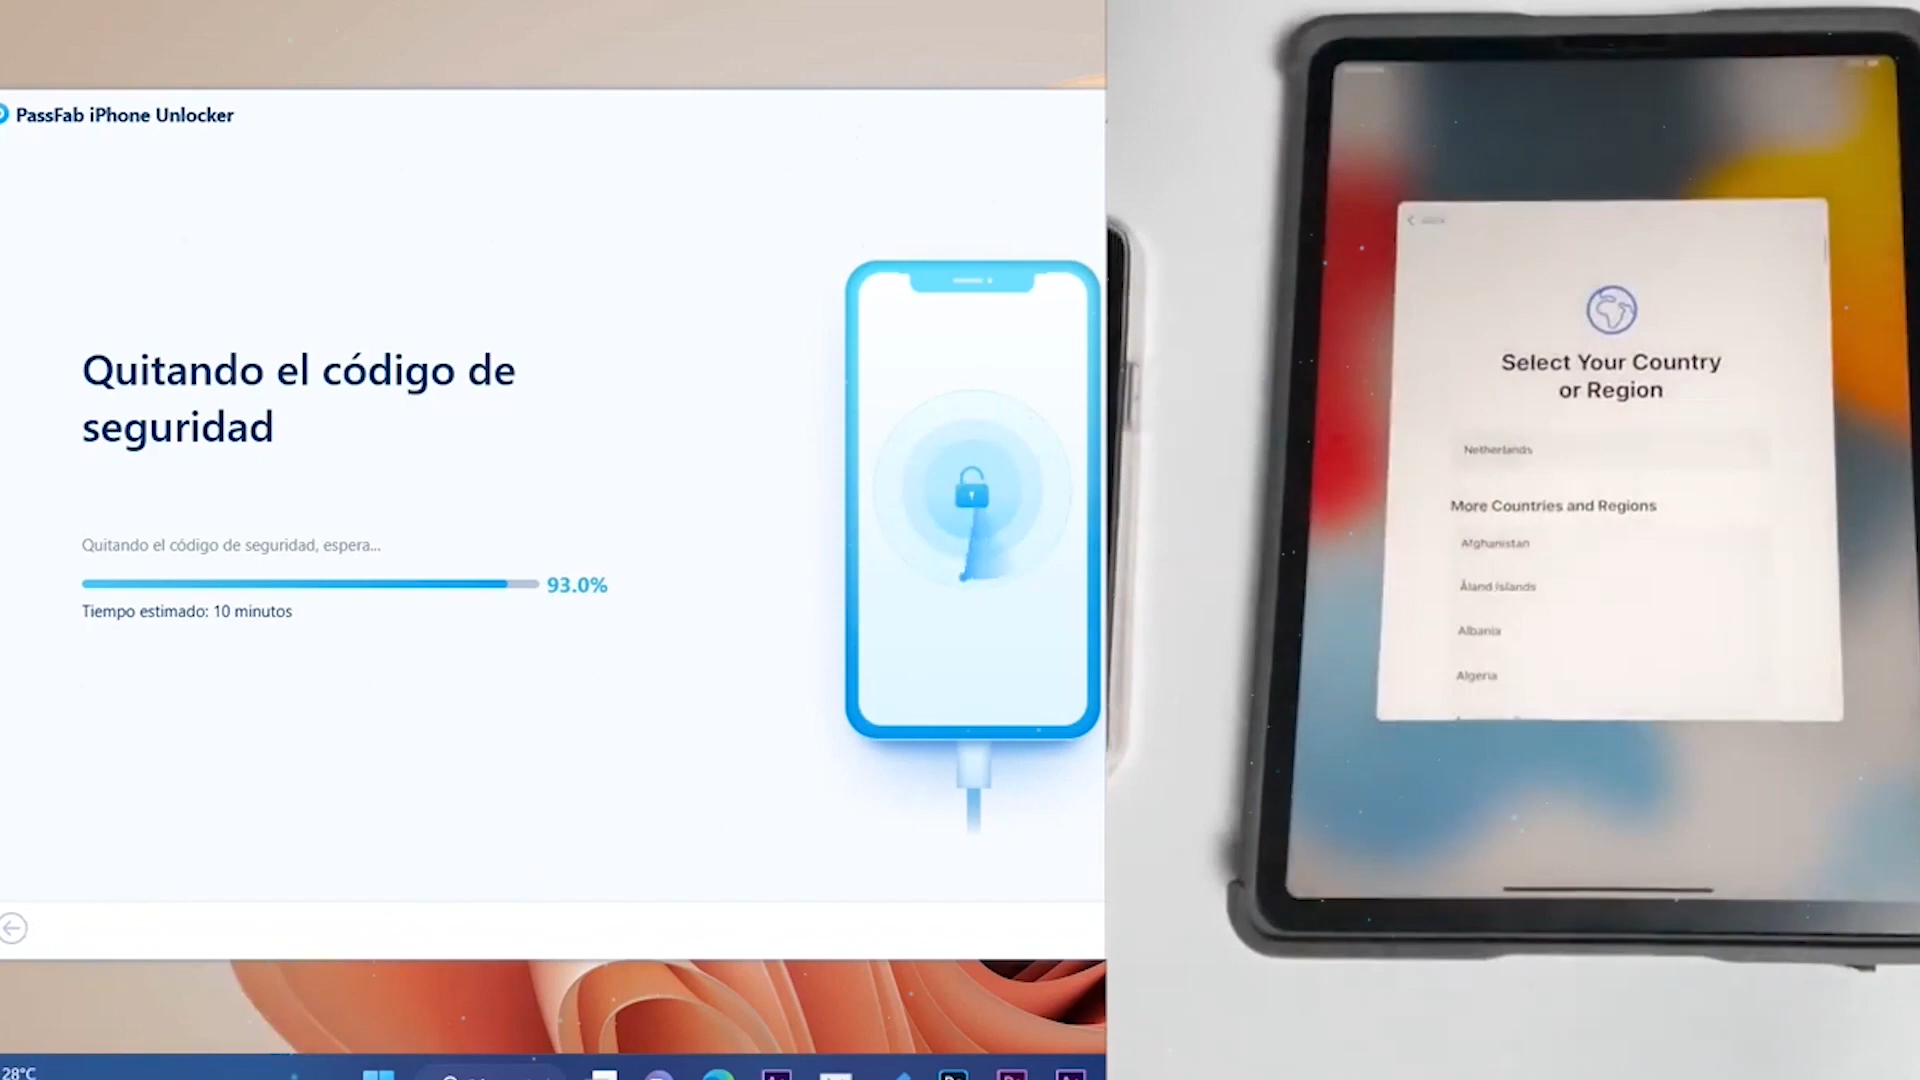 PassFab iPhone Unlocker
Quitando el código de
seguridad
Quitando el código de seguridad, espera...
93.0%
Tiempo estimado: 10 minutos
28°C
Select Your Country
or Region
Netherlands
More Countries and Regions
Afghanistan
Åland Islands
Albania
Algeria